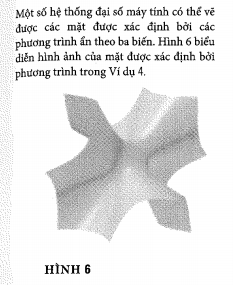 Một số hệ thống đại số máy tính có thể vẽ
được các mặt được xác định bởi các
phương trình ẩn theo ba biến. Hình 6 biểu
diễn hình ảnh của mặt được xác định bởi
phương trình trong Ví dụ 4.
HÌNH 6